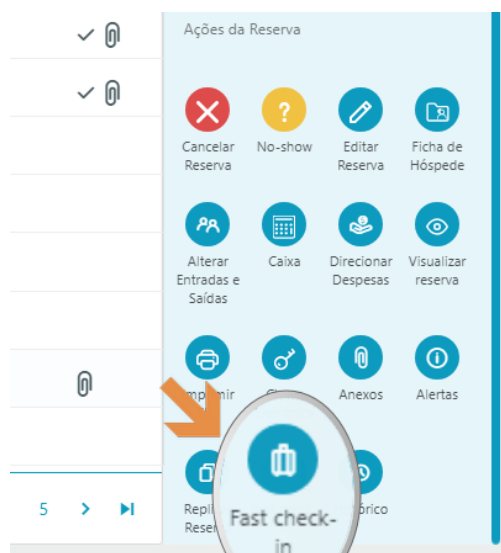 Ações da Reserva
Cancelar
Reserva
No-show
Editar
Reserva
Ficha de
Hóspede
Alterar
Entradas e
Saídas
Caixa
Direcionar
Despesas
Visualizar
reserva
Anexos
Alertas
Fast check-
in
5